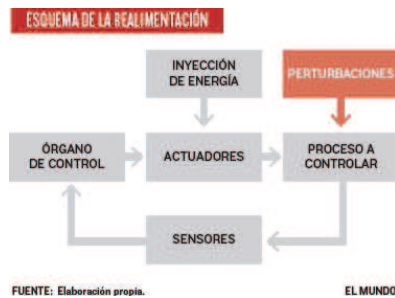 ESQUEMA DE LA REALIMENTACIÓN
INYECCIÓN
DE ENERGÍA
PERTURBACIONES
ÓRGANO
DE CONTROL
ACTUADORES
PROCESO A
CONTROLAR
SENSORES
FUENTE: Elaboración propia.
EL MUNDO